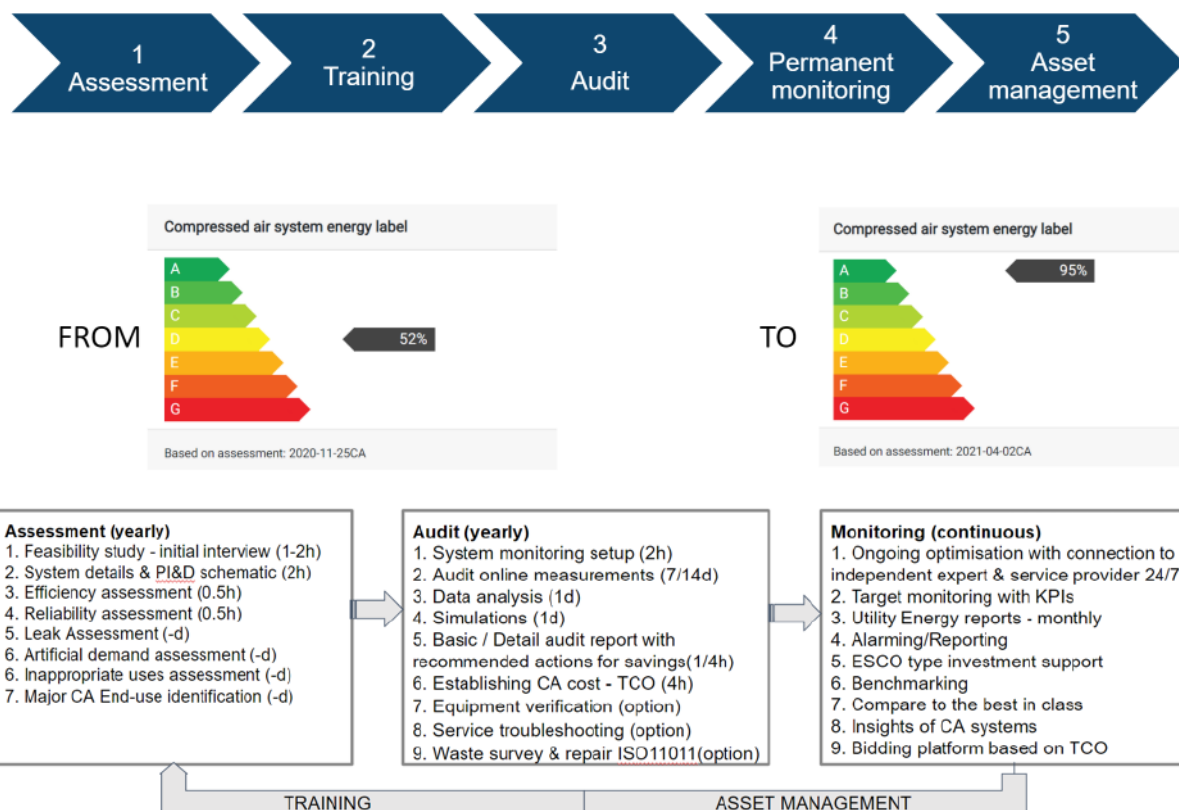 1
Assessment
2
Training
3
Audit
4
Permanent
monitoring
5
Asset
management
Compressed air system energy label
A
B
C
D
E
F
G
52%
Based on assessment: 2020-11-25CA
FROM
TO
Compressed air system energy label
A
B
C
D
E
F
G
95%
Based on assessment: 2021-04-02CA
Assessment (yearly)
1. Feasibility study - initial interview (1-2h)
2. System details & PI&D schematic (2h)
3. Efficiency assessment (0.5h)
4. Reliability assessment (0.5h)
5. Leak Assessment (-d)
6. Artificial demand assessment (-d)
6. Inappropriate uses assessment (-d)
7. Major CA End-use identification (-d)
Audit (yearly)
1. System monitoring setup (2h)
2. Audit online measurements (7/14d)
3. Data analysis (1d)
4. Simulations (1d)
5. Basic / Detail audit report with
recommended actions for savings(1/4h)
6. Establishing CA cost - TCO (4h)
7. Equipment verification (option)
8. Service troubleshooting (option)
9. Waste survey & repair ISO11011(option)
Monitoring (continuous)
1. Ongoing optimisation with connection to
independent expert & service provider 24/7
2. Target monitoring with KPIs
3. Utility Energy reports - monthly
4. Alarming/Reporting
5. ESCO type investment support
6. Benchmarking
7. Compare to the best in class
8. Insights of CA systems
9. Bidding platform based on TCO
TRAINING
ASSET MANAGEMENT